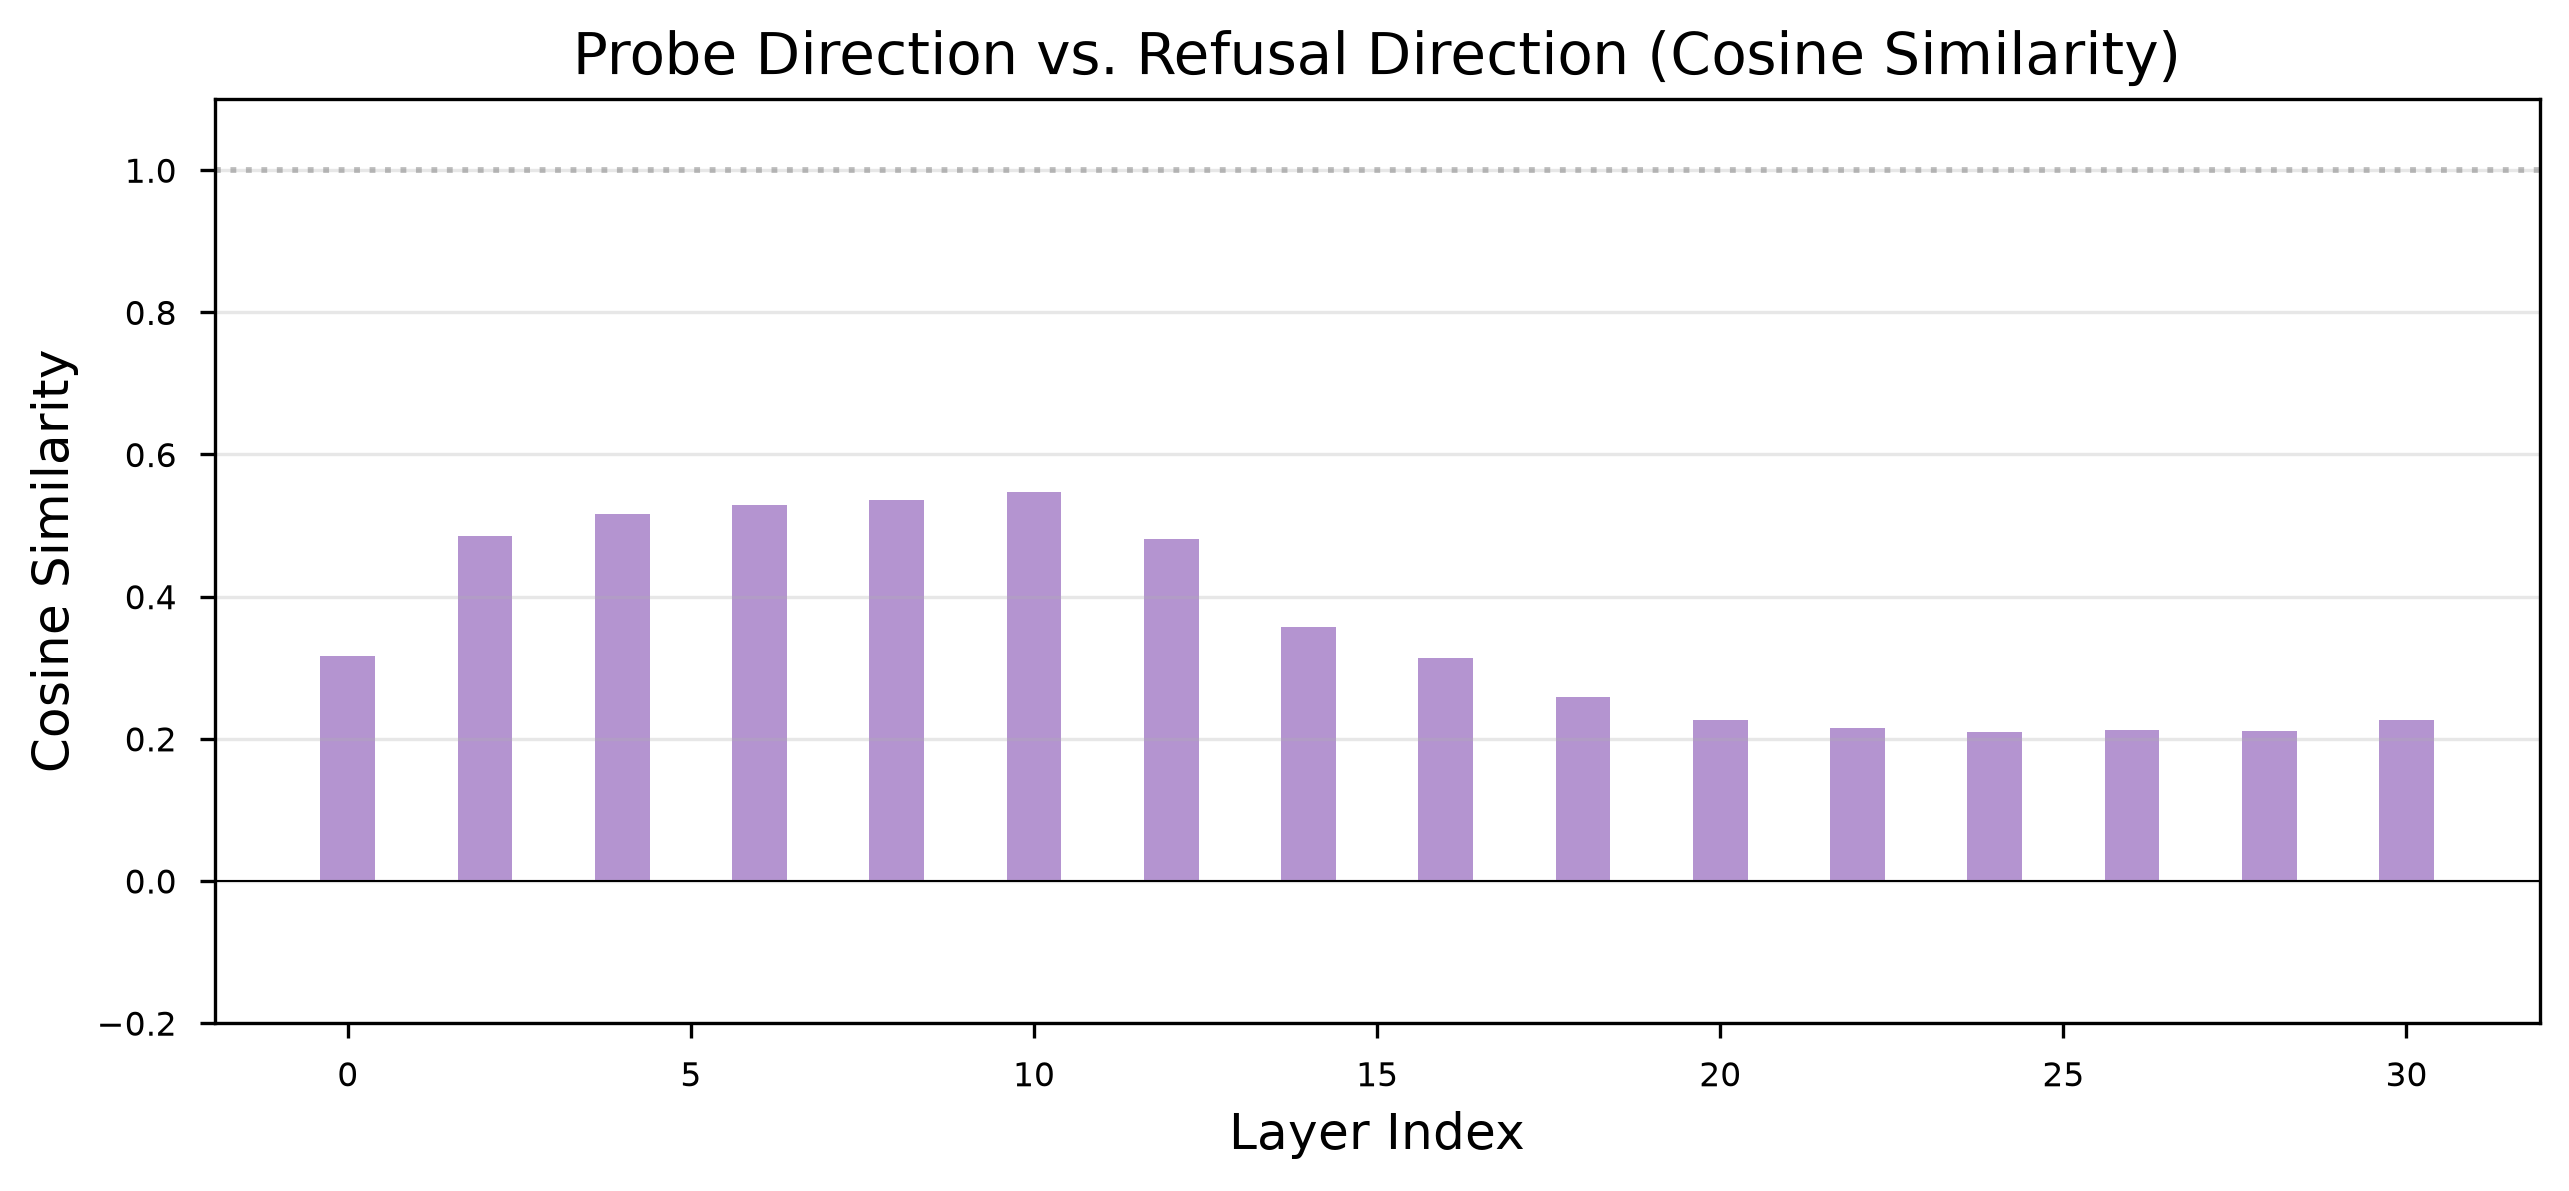 Probe Direction vs. Refusal Direction (Cosine Similarity)
Cosine Similarity
1.0
0.8
0.6
0.4
0.2
0.0
−0.2
0 5 10 15 20 25 30
Layer Index